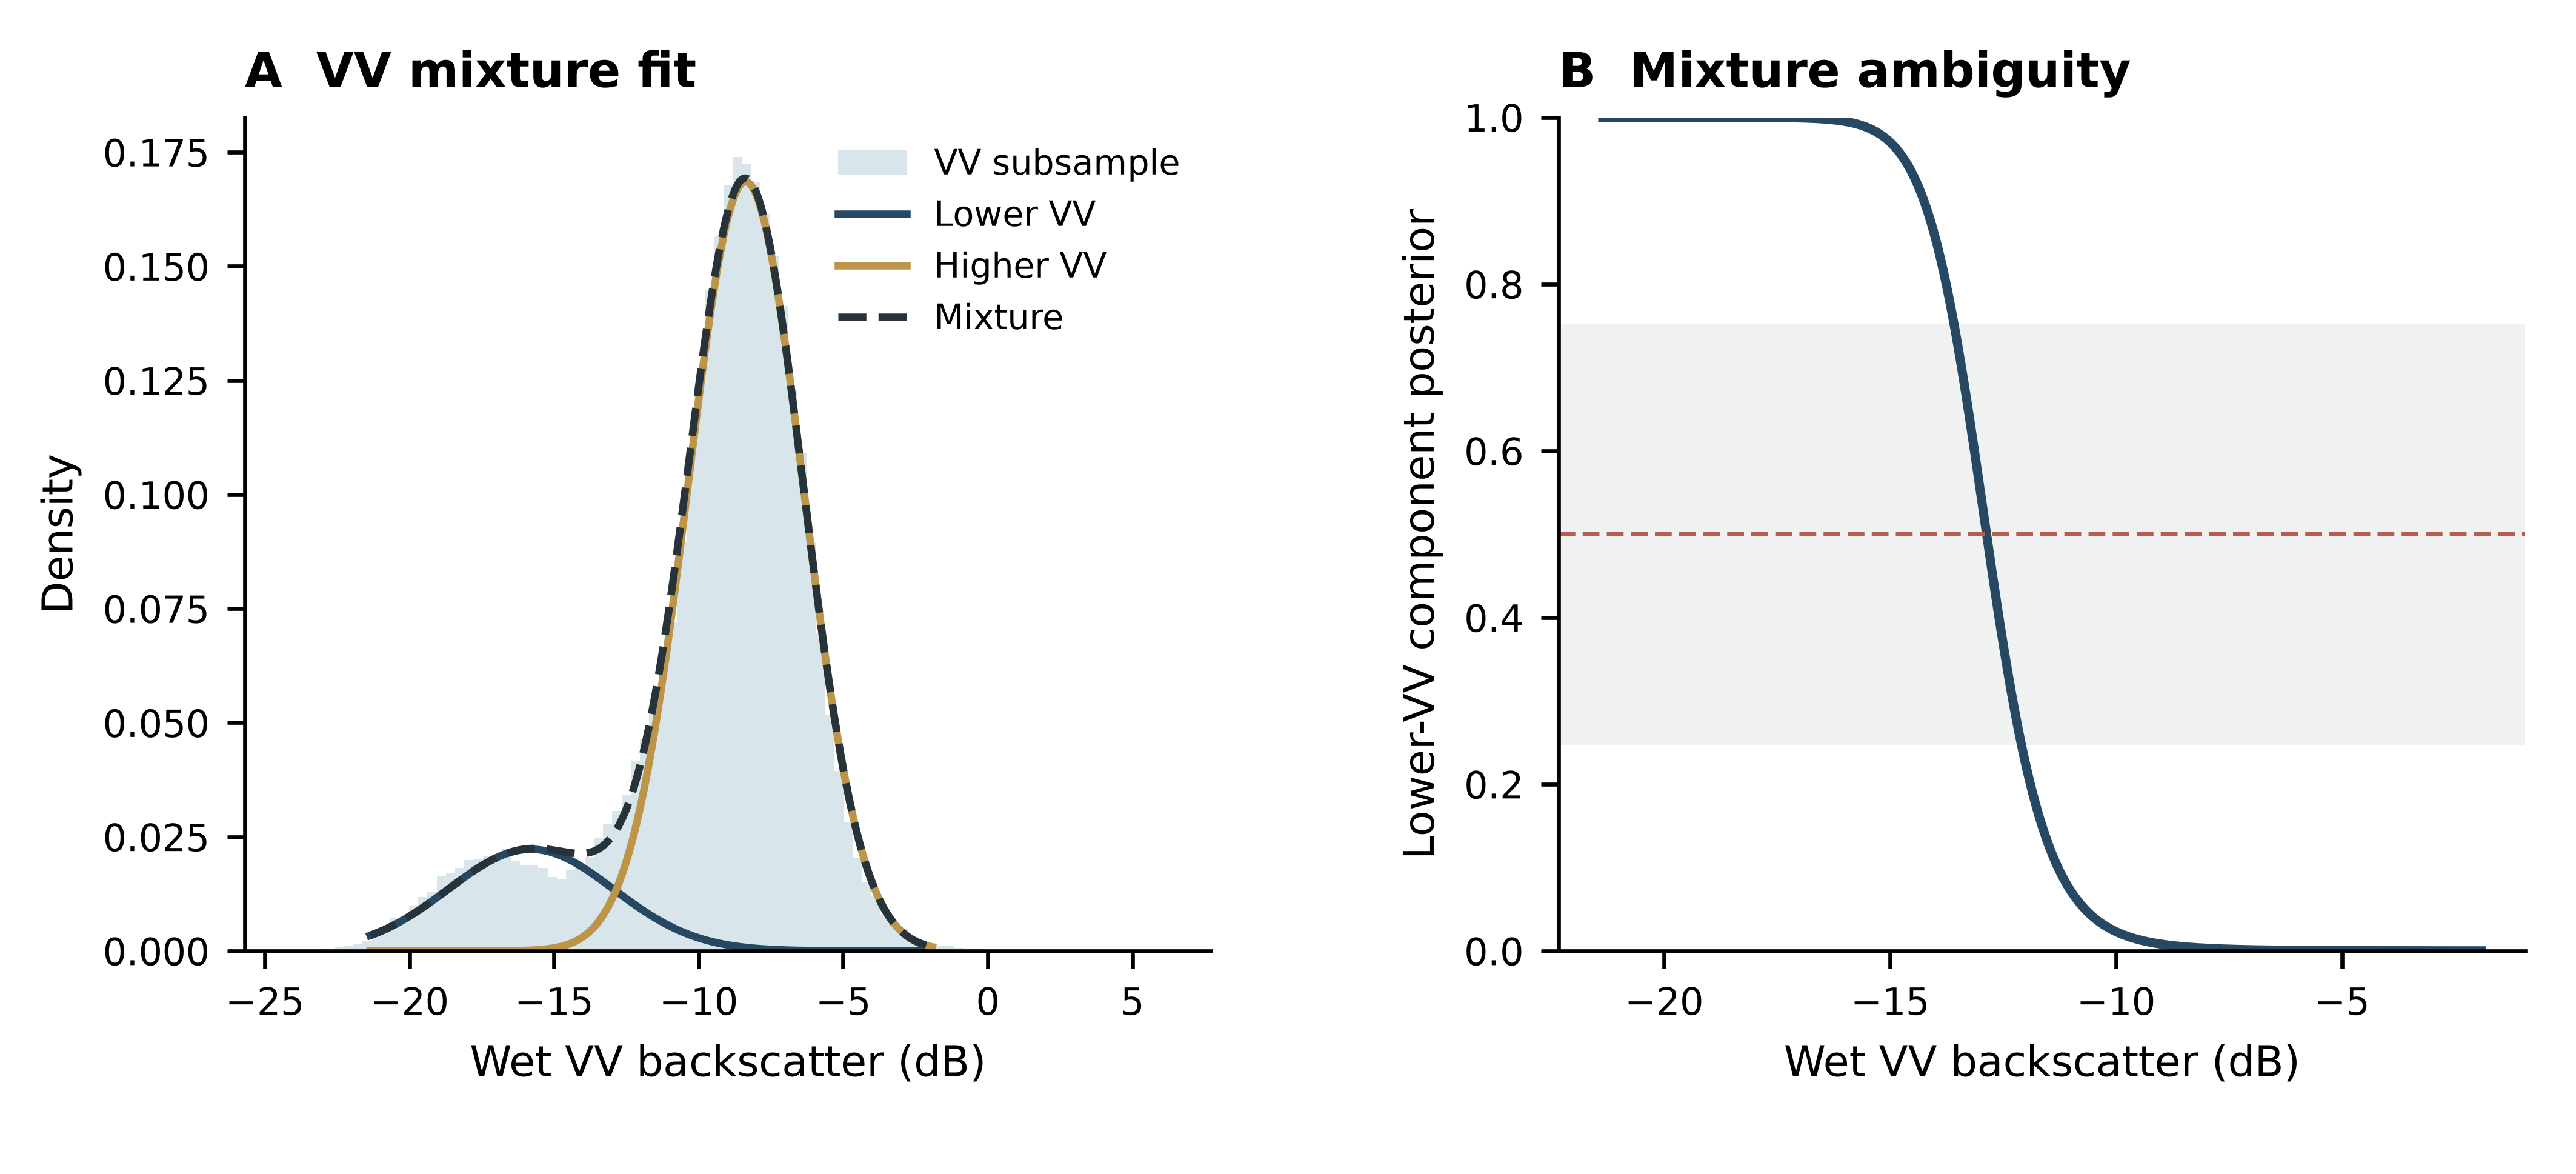 A VV mixture fit
0.175
0.150
0.125
0.100
0.075
0.050
0.025
0.000
Density
VV subsample
Lower VV
Higher VV
Mixture
−25 −20 −15 −10 −5 0 5
Wet VV backscatter (dB)
B Mixture ambiguity
1.0
0.8
0.6
0.4
0.2
0.0
Lower-VV component posterior
−20 −15 −10 −5
Wet VV backscatter (dB)